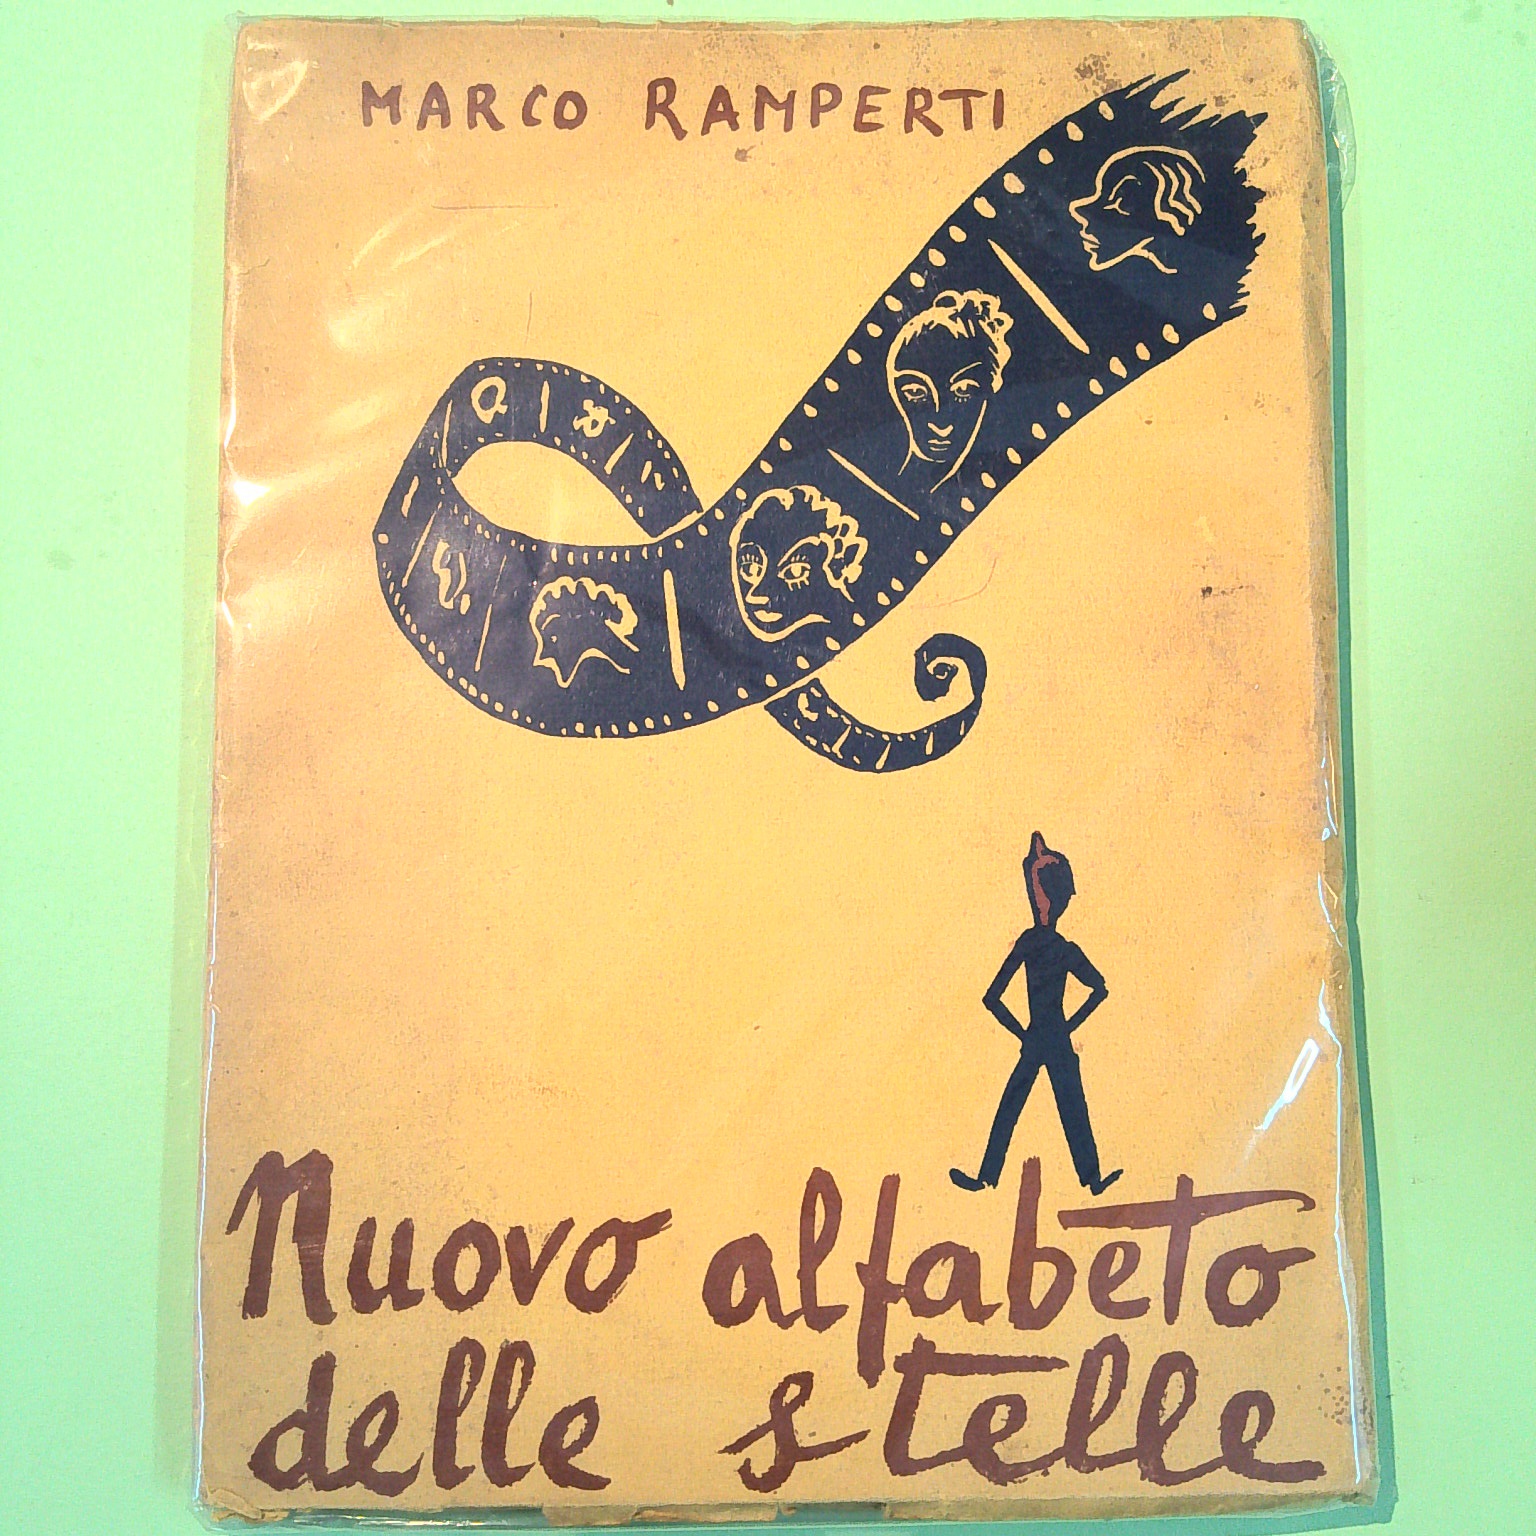 MARCO RAMPERTI
Nuovo alfabeto
delle stelle